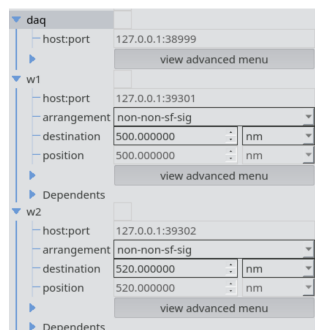 daq
host:port 127.0.0.1:38999
view advanced menu
w1
host:port 127.0.0.1:39301
arrangement non-non-sf-sig
destination 500.000000 nm
position 500.000000 nm
view advanced menu
Dependents
w2
host:port 127.0.0.1:39302
arrangement non-non-sf-sig
destination 520.000000 nm
position 520.000000 nm
view advanced menu
Dependents